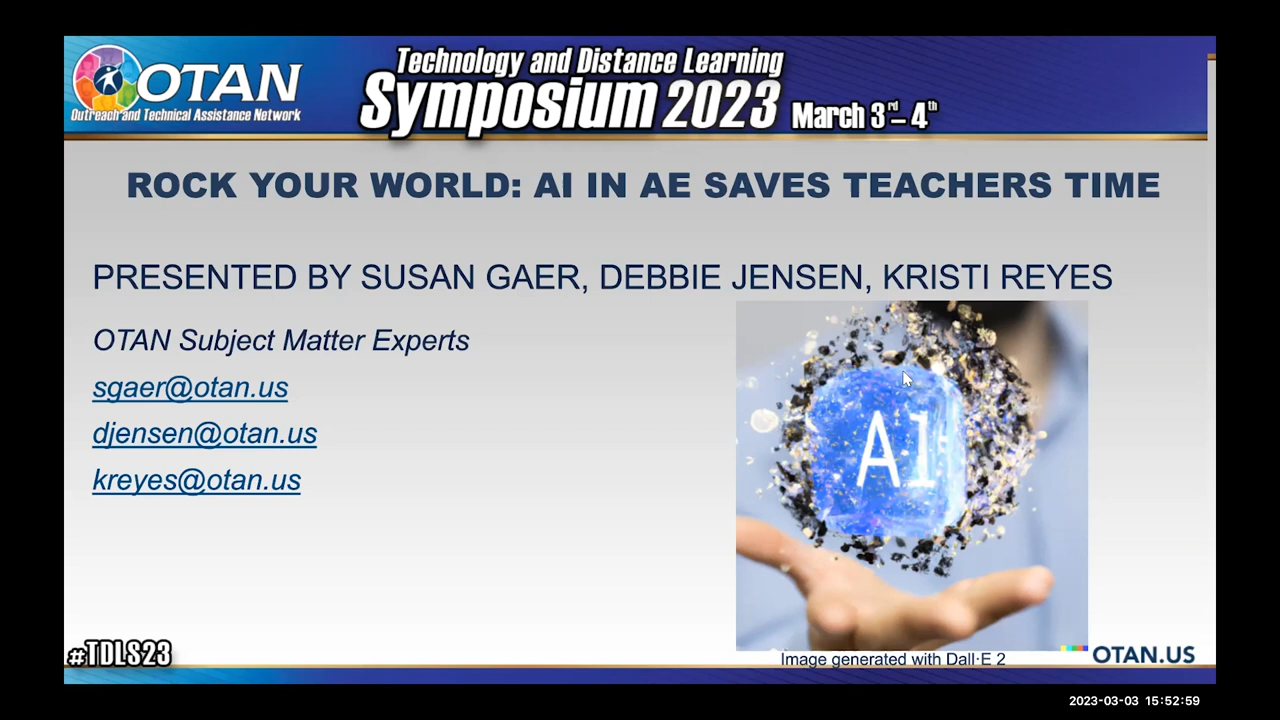 OTAN
Outreach and Technical Assistance Network
Technology and Distance Learning
Symposium 2023 March 3rd – 4th
ROCK YOUR WORLD: AI IN AE SAVES TEACHERS TIME
PRESENTED BY SUSAN GAER, DEBBIE JENSEN, KRISTI REYES
OTAN Subject Matter Experts
sgaer@otan.us
djensen@otan.us
kreyes@otan.us
AI
#TDLS23
Image generated with Dall·E 2
OTAN.US
2023-03-03 15:52:59